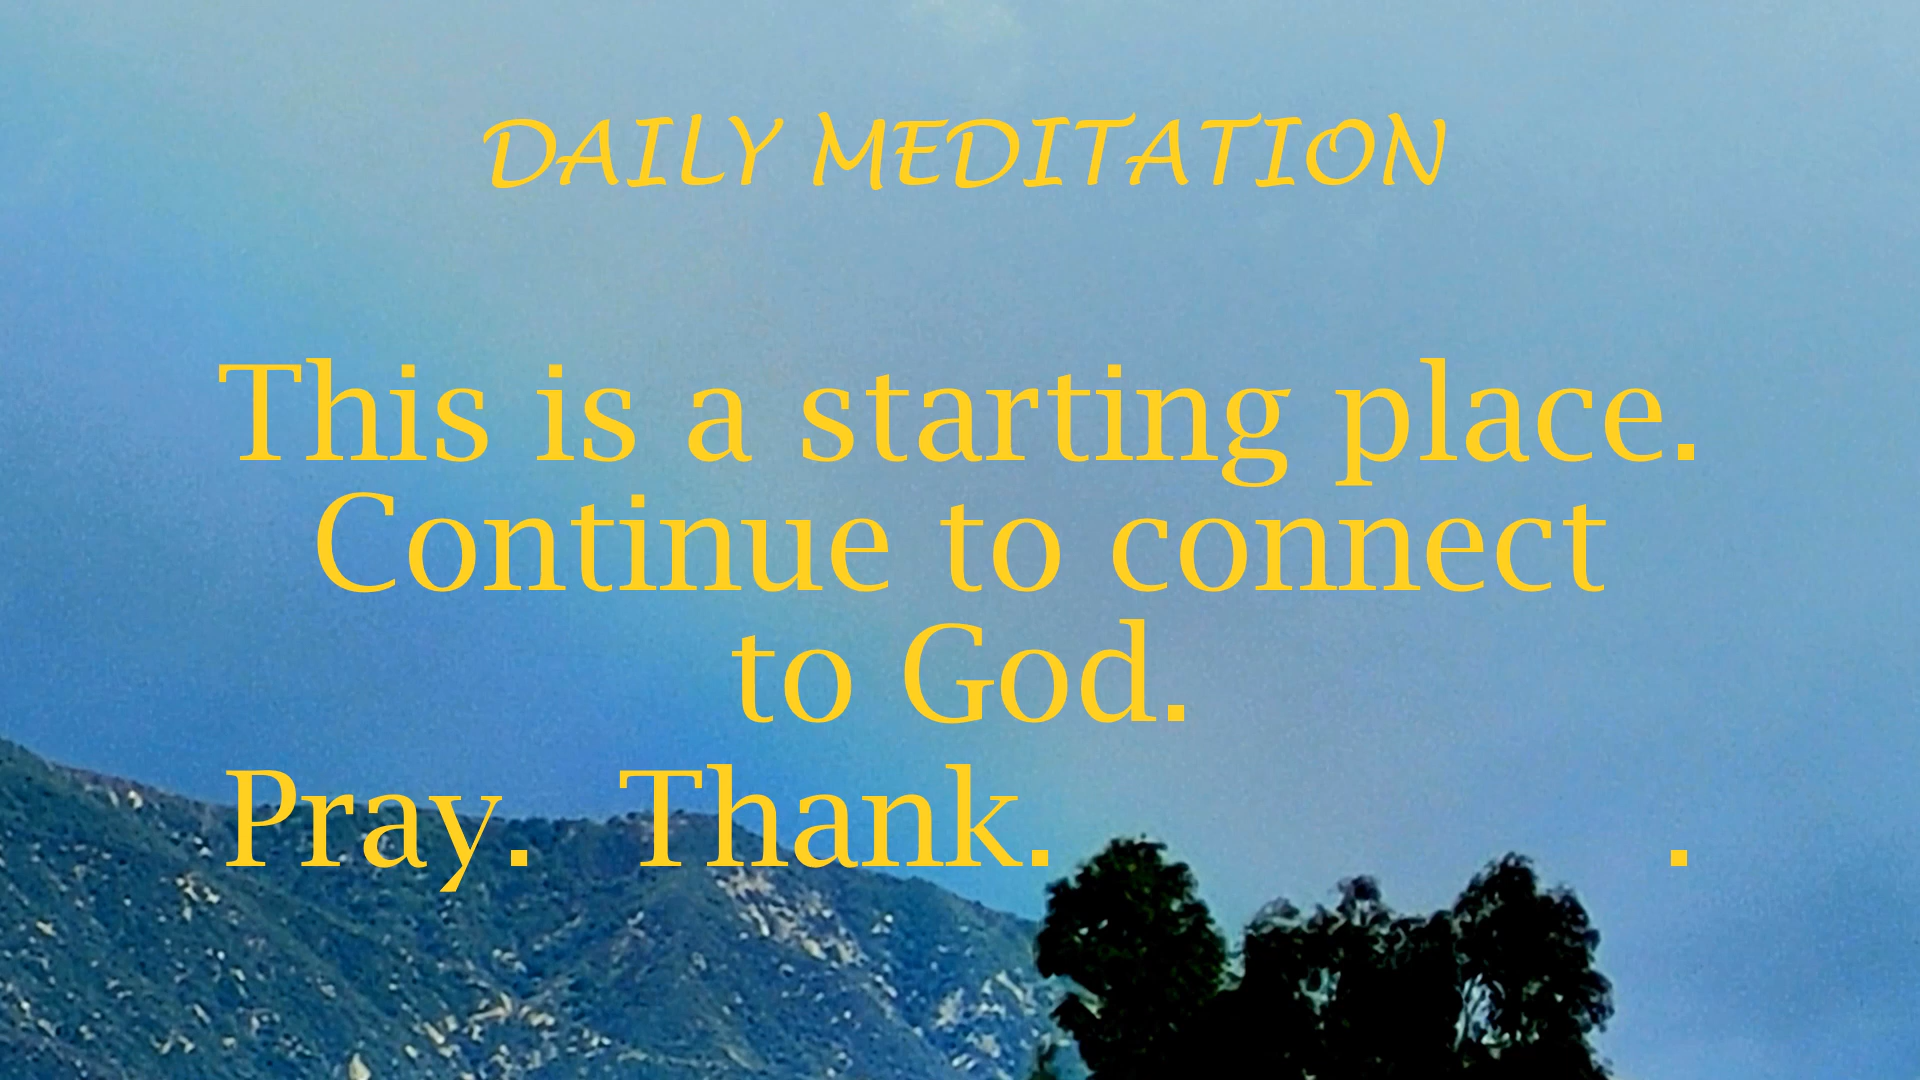 DAILY MEDITATION
This is a starting place.
Continue to connect
to God.
Pray.  Thank.                    .